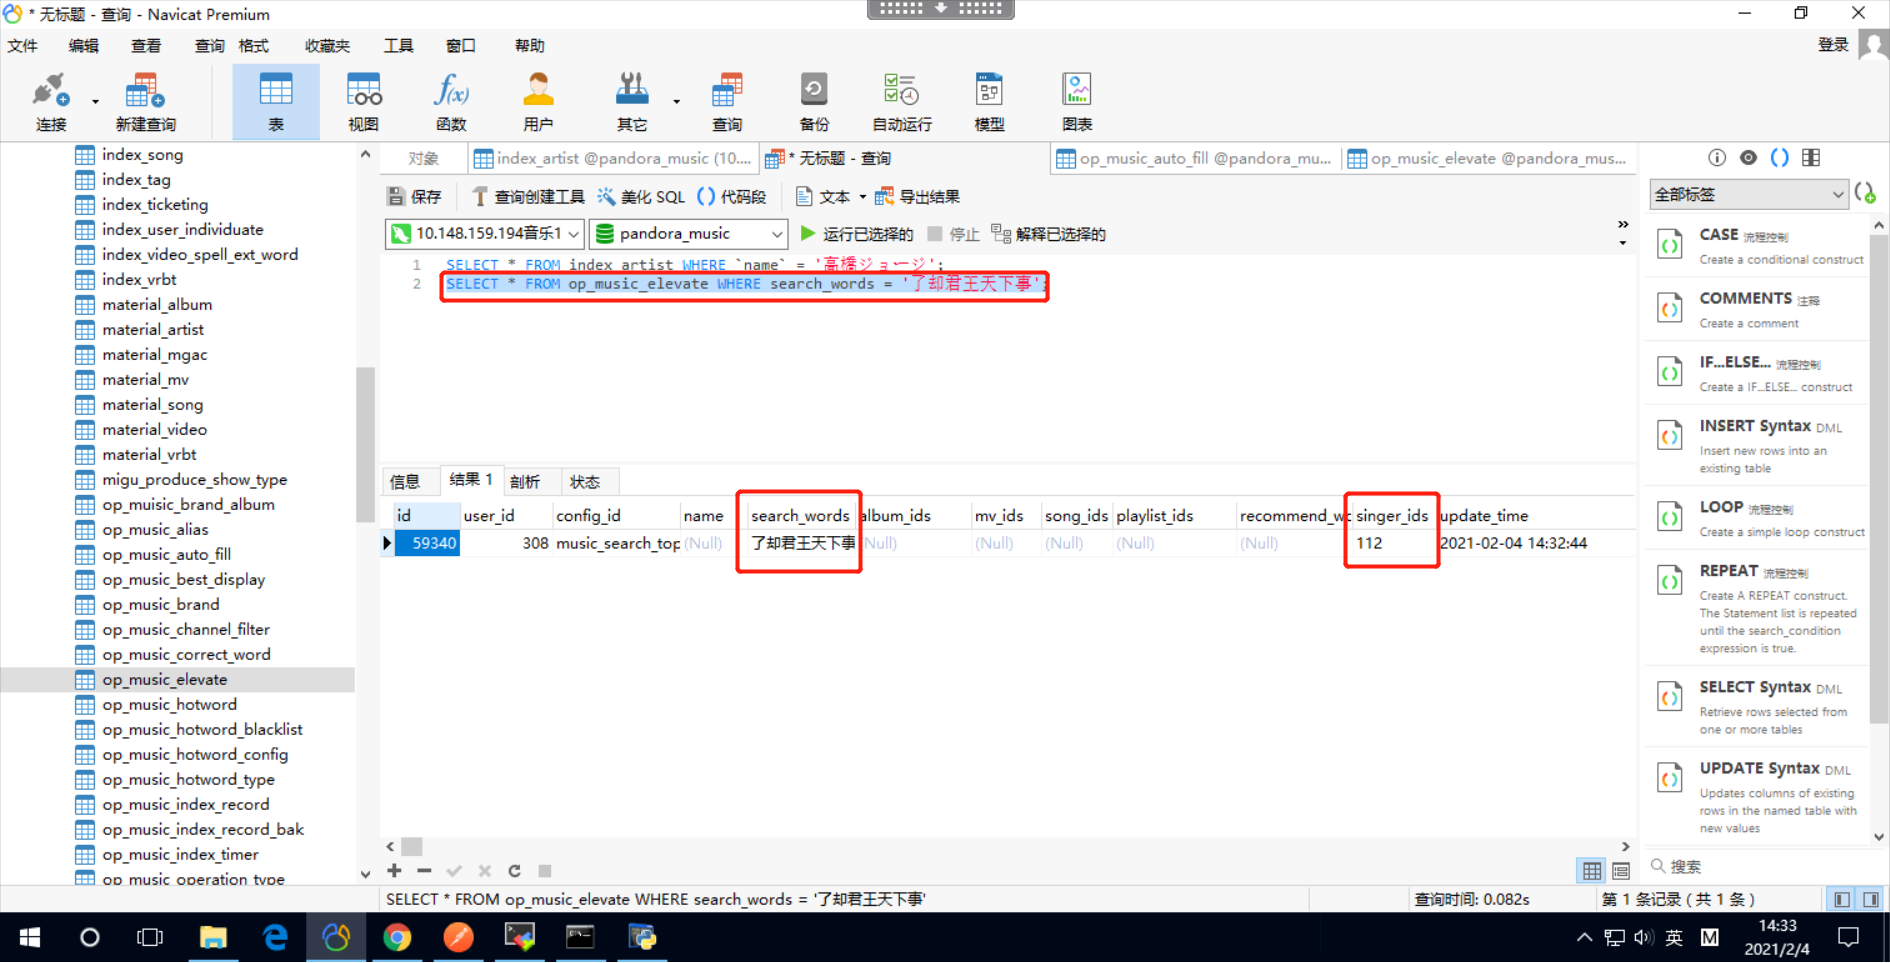 * 无标题 - 查询 - Navicat Premium
文件 编辑 查看 查询 格式 收藏夹 工具 窗口 帮助 登录
连接 新建查询 表 视图 函数 用户 其它 查询 备份 自动运行 模型 图表
index_song
index_tag
index_ticketing
index_user_individuate
index_video_spell_ext_word
index_vrbt
material_album
material_artist
material_mgac
material_mv
material_song
material_video
material_vrbt
migu_produce_show_type
op_muisic_brand_album
op_music_alias
op_music_auto_fill
op_music_best_display
op_music_brand
op_music_channel_filter
op_music_correct_word
op_music_elevate
op_music_hotword
op_music_hotword_blacklist
op_music_hotword_config
op_music_hotword_type
op_music_index_record
op_music_index_record_bak
op_music_index_timer
op_music_operation_type
对象 index_artist @pandora_music (10.... * 无标题 - 查询 op_music_auto_fill @pandora_mu... op_music_elevate @pandora_mus...
保存 查询创建工具 美化 SQL () 代码段 文本 导出结果
10.148.159.194音乐1 pandora_music 运行已选择的 停止 解释已选择的
1 SELECT * FROM index_artist WHERE `name` = '高橋ジョージ';
2 SELECT * FROM op_music_elevate WHERE search_words = '了却君王天下事';
信息 结果 1 剖析 状态
id user_id config_id name search_words album_ids mv_ids song_ids playlist_ids recommend_wc singer_ids update_time
59340 308 music_search_top (Null) 了却君王天下事 (Null) (Null) (Null) (Null) (Null) 112 2021-02-04 14:32:44
SELECT * FROM op_music_elevate WHERE search_words = '了却君王天下事'
查询时间: 0.082s
第 1 条记录 ( 共 1 条 )
全部标签
CASE 流程控制
Create a conditional construct
COMMENTS 注释
Create a comment
IF...ELSE... 流程控制
Create a IF...ELSE... construct
INSERT Syntax DML
Insert new rows into an
existing table
LOOP 流程控制
Create a simple loop construct
REPEAT 流程控制
Create A REPEAT construct.
The Statement list is repeated
until the search_condition
expression is true.
SELECT Syntax DML
Retrieve rows selected from
one or more tables
UPDATE Syntax DML
Updates columns of existing
rows in the named table with
new values
搜索
英 M
14:33
2021/2/4